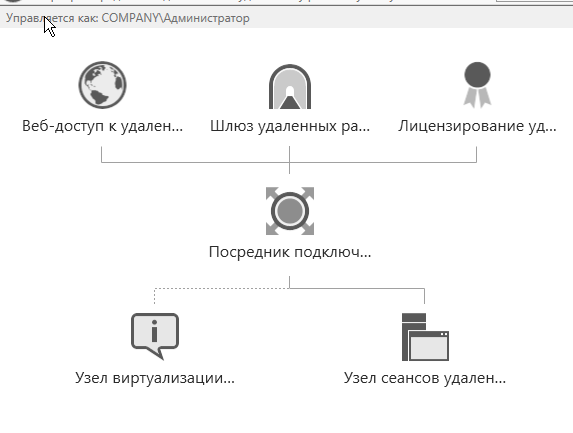 Управляется как: COMPANY\Администратор
Веб-доступ к удален... Шлюз удаленных ра... Лицензирование уд...
Посредник подключ...
Узел виртуализации... Узел сеансов удален...